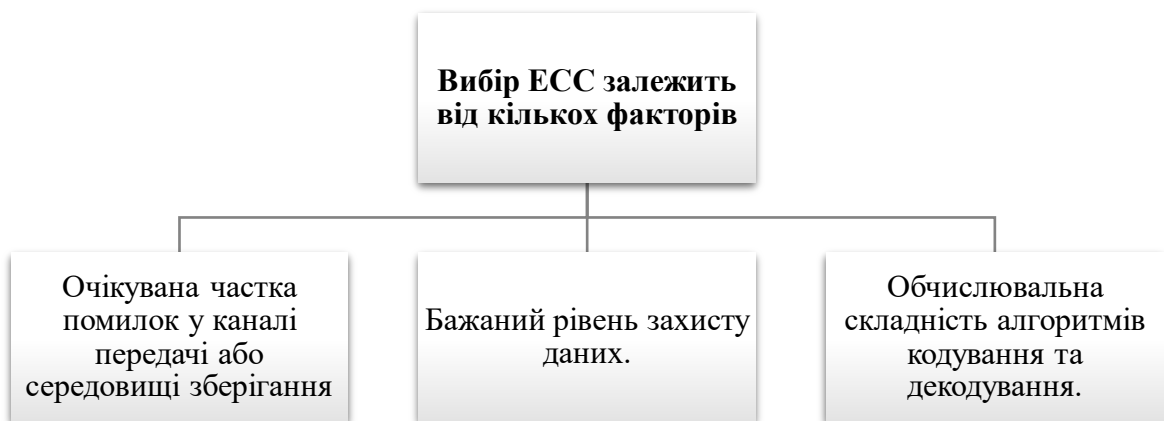 Вибір ECC залежить
від кількох факторів
Очікувана частка
помилок у каналі
передачі або
середовищі зберігання
Бажаний рівень захисту
даних.
Обчислювальна
складність алгоритмів
кодування та
декодування.